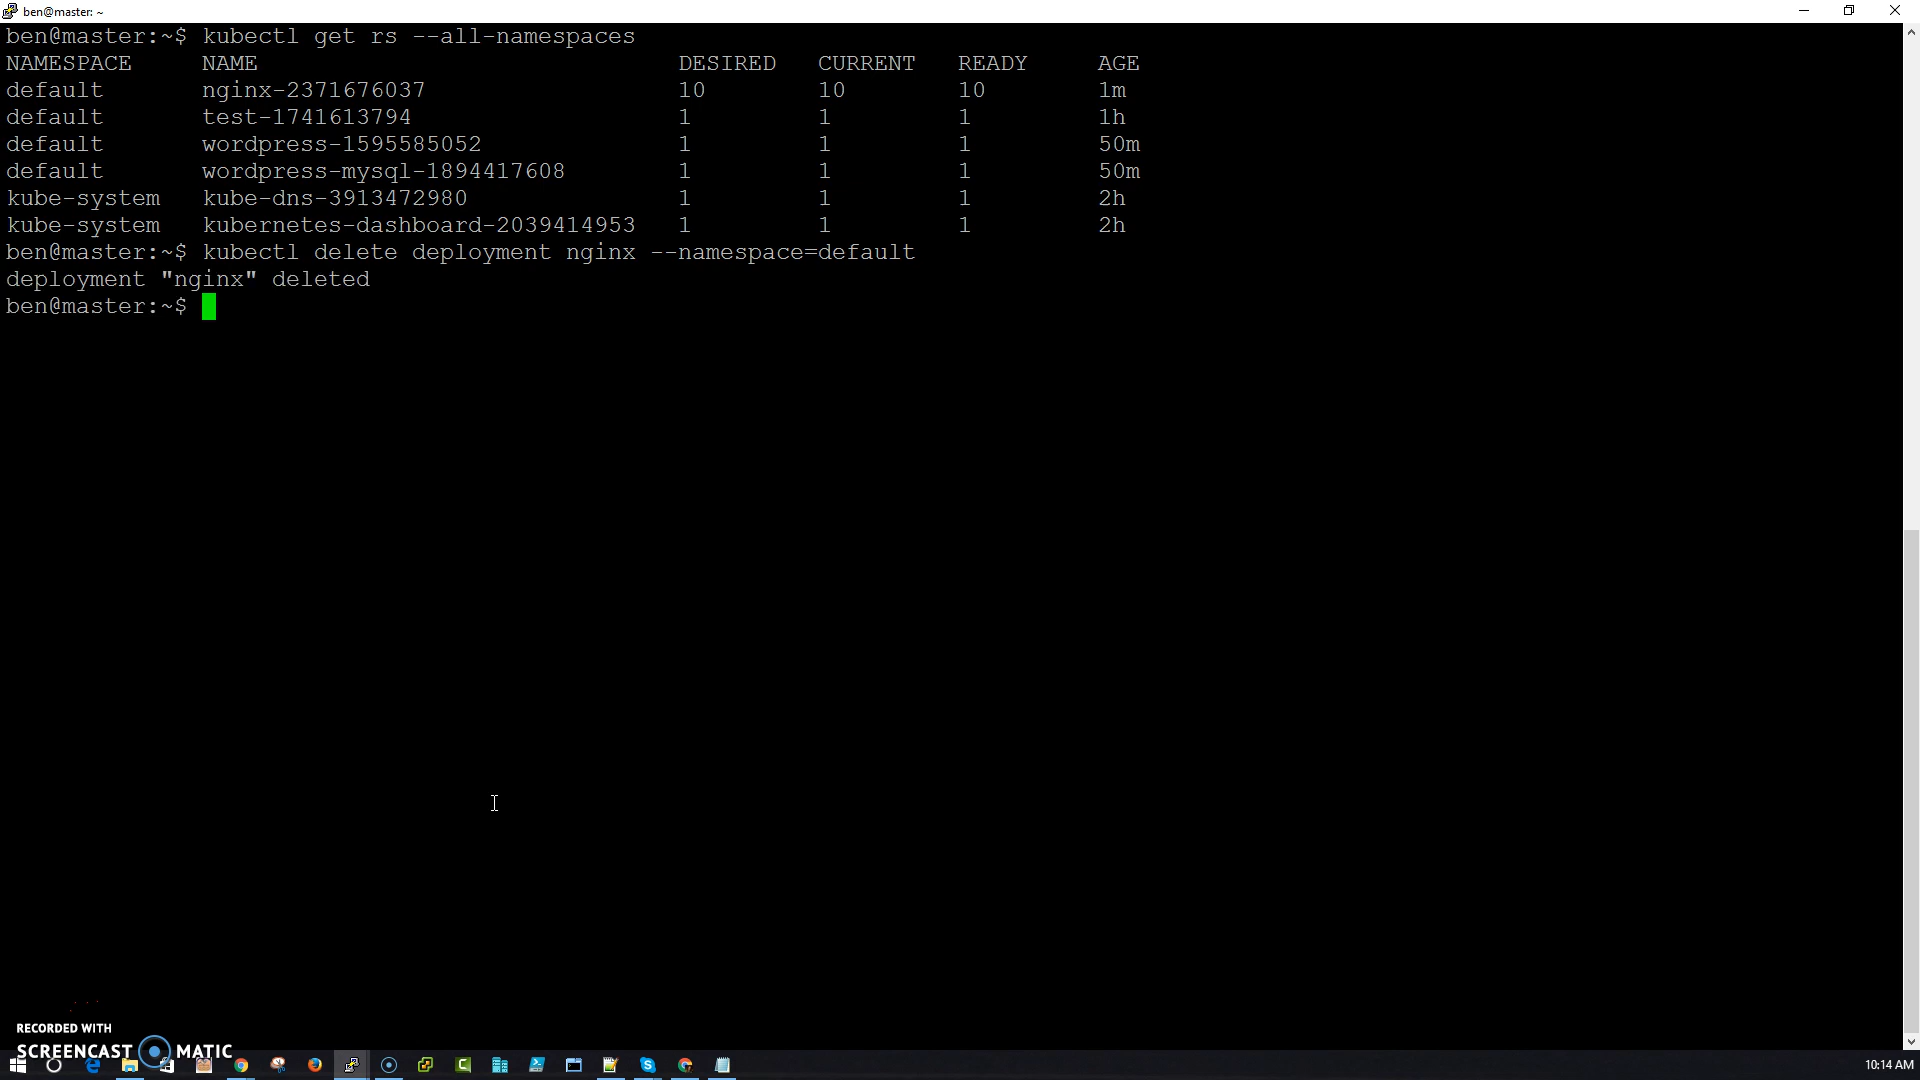 ben@master: ~
ben@master:~$ kubectl get rs --all-namespaces
NAMESPACE NAME DESIRED CURRENT READY AGE
default nginx-2371676037 10 10 10 1m
default test-1741613794 1 1 1 1h
default wordpress-1595585052 1 1 1 50m
default wordpress-mysql-1894417608 1 1 1 50m
kube-system kube-dns-3913472980 1 1 1 2h
kube-system kubernetes-dashboard-2039414953 1 1 1 2h
ben@master:~$ kubectl delete deployment nginx --namespace=default
deployment "nginx" deleted
ben@master:~$
RECORDED WITH
SCREENCAST MATIC
10:14 AM